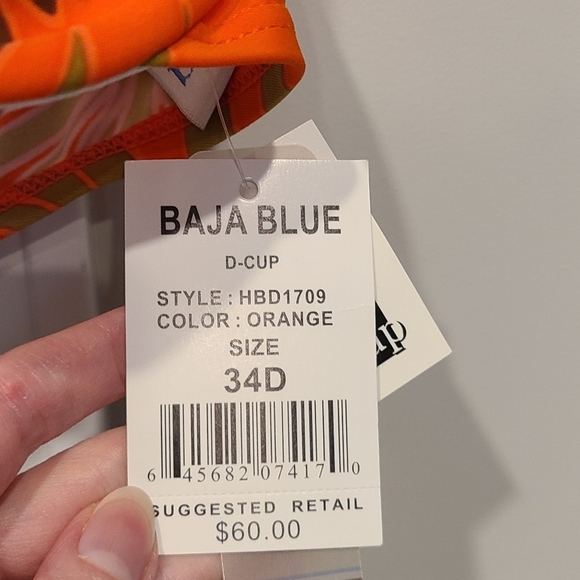 BAJA BLUE
D-CUP
STYLE : HBD1709
COLOR : ORANGE
SIZE
34D
6 45682 07417 0
SUGGESTED RETAIL
$60.00